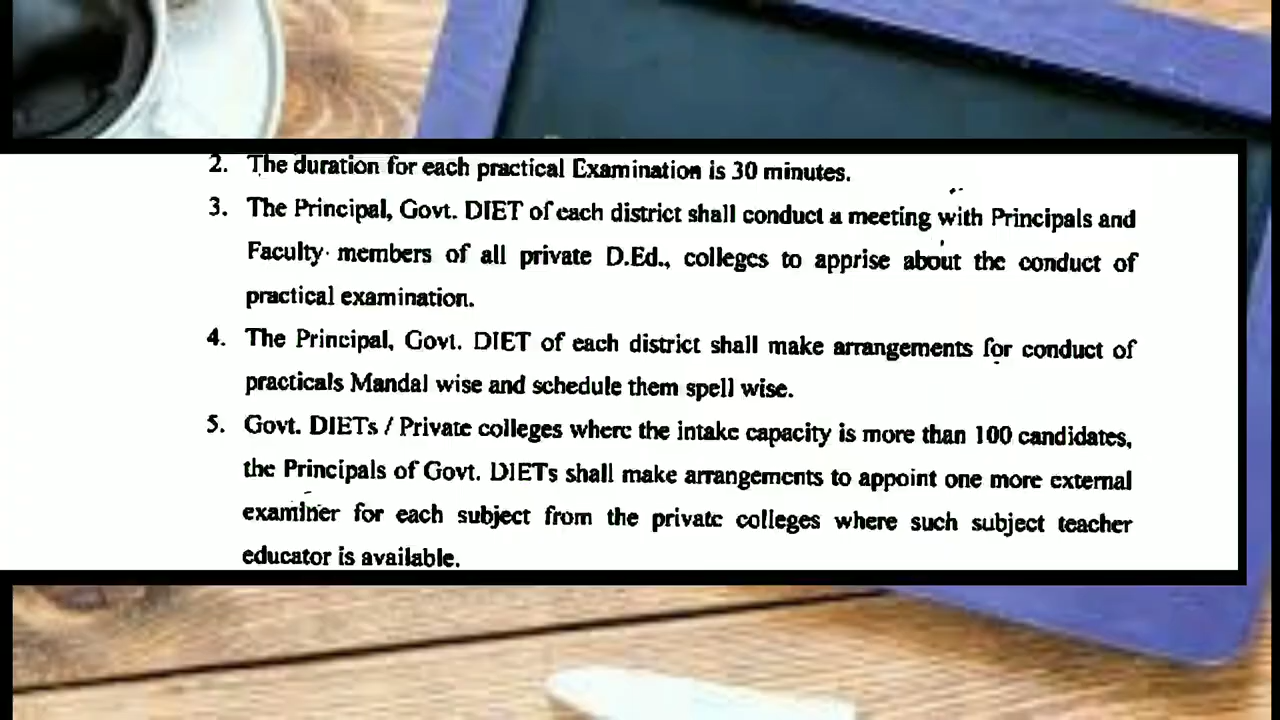 2. The duration for each practical Examination is 30 minutes.
3. The Principal, Govt. DIET of each district shall conduct a meeting with Principals and
Faculty members of all private D.Ed., colleges to apprise about the conduct of
practical examination.
4. The Principal, Govt. DIET of each district shall make arrangements for conduct of
practicals Mandal wise and schedule them spell wise.
5. Govt. DIETs / Private colleges where the intake capacity is more than 100 candidates,
the Principals of Govt. DIETs shall make arrangements to appoint one more external
examiner for each subject from the private colleges where such subject teacher
educator is available.